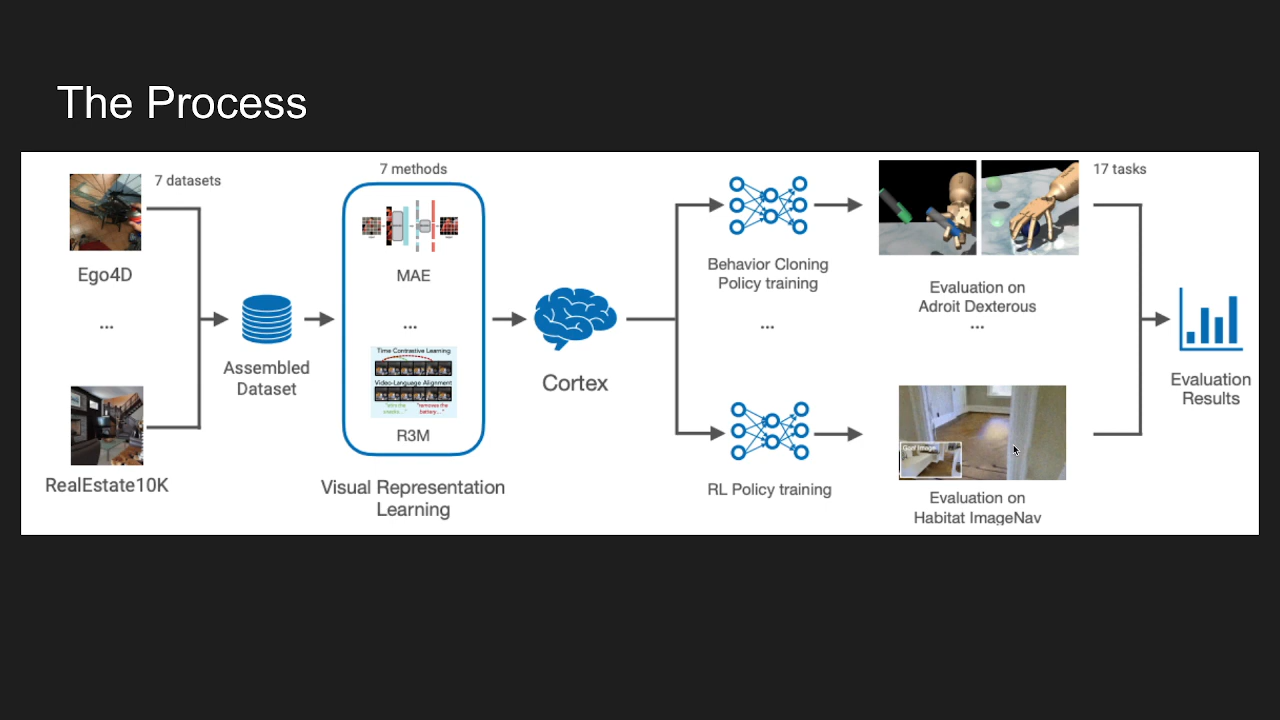 The Process
7 datasets
Ego4D
...
RealEstate10K
Assembled
Dataset
7 methods
MAE
...
Time Contrastive Learning
Video-Language Alignment
R3M
Visual Representation
Learning
Cortex
Behavior Cloning
Policy training
...
RL Policy training
17 tasks
Evaluation on
Adroit Dexterous
...
Goal Image
Evaluation on
Habitat ImageNav
Evaluation
Results